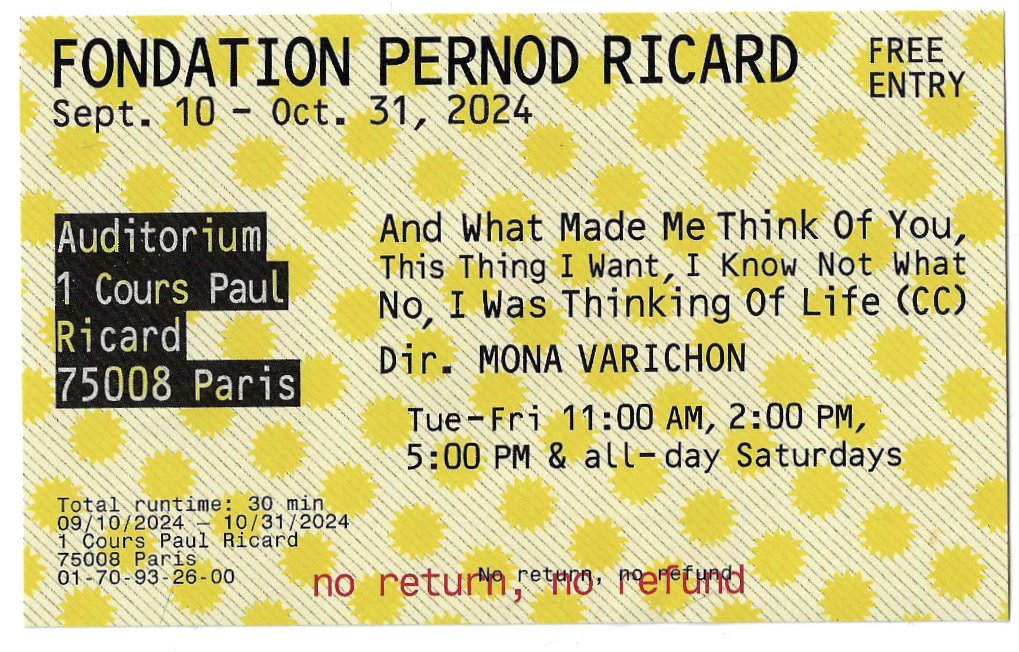 FONDATION PERNOD RICARD
FREE
ENTRY
Sept. 10 – Oct. 31, 2024
Auditorium
1 Cours Paul
Ricard
75008 Paris
And What Made Me Think Of You,
This Thing I Want, I Know Not What
No, I Was Thinking Of Life (CC)
Dir. MONA VARICHON
Tue-Fri 11:00 AM, 2:00 PM,
5:00 PM & all-day Saturdays
Total runtime: 30 min
09/10/2024 – 10/31/2024
1 Cours Paul Ricard
75008 Paris
01-70-93-26-00
no return, no refund
No return, no refund